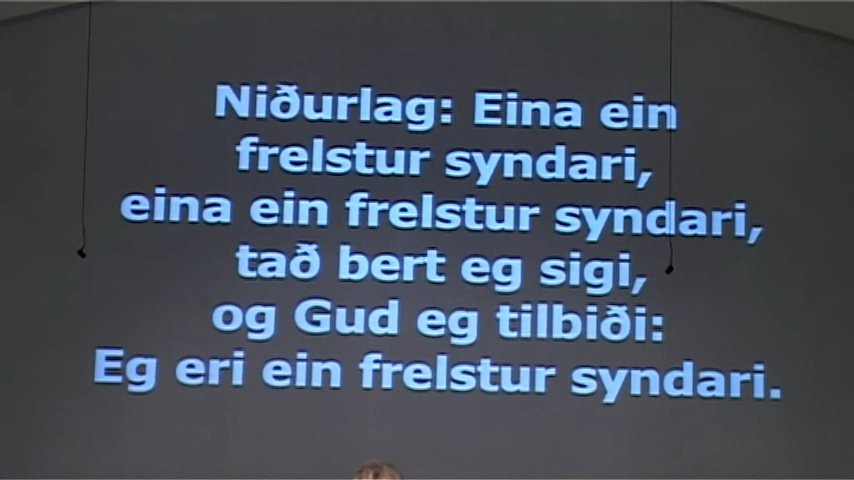 Niðurlag: Eina ein
frelstur syndari,
eina ein frelstur syndari,
tað bert eg sigi,
og Gud eg tilbiði:
Eg eri ein frelstur syndari.